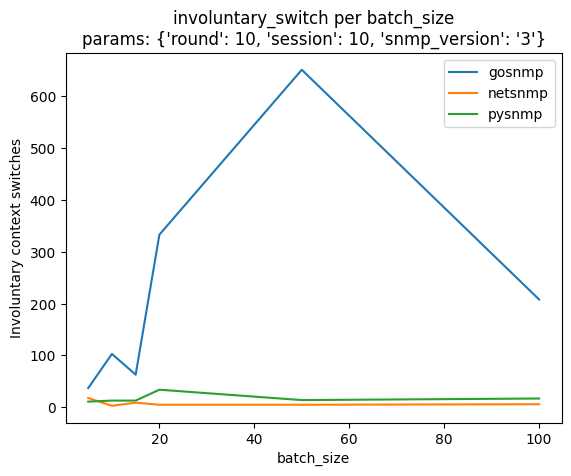 involuntary_switch per batch_size
params: {'round': 10, 'session': 10, 'snmp_version': '3'}
gosnmp
netsnmp
pysnmp
Involuntary context switches
600
500
400
300
200
100
0
20
40
60
80
100
batch_size